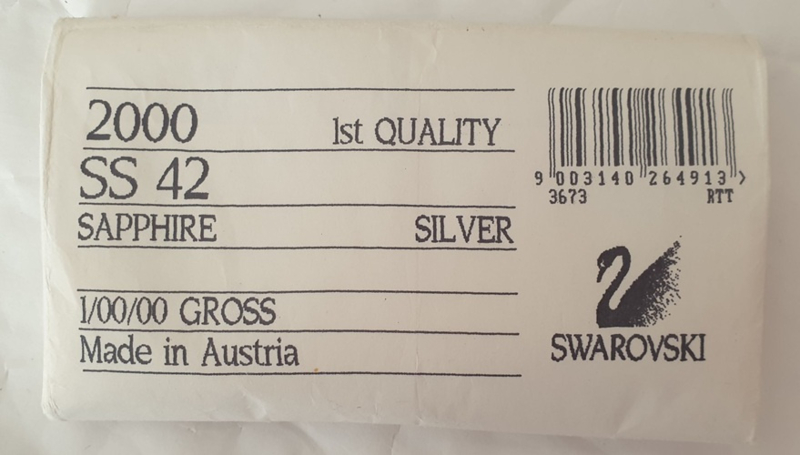 2000 1st QUALITY
SS 42
SAPPHIRE SILVER
1/00/00 GROSS
Made in Austria
9 003140 264913 >
3673 RTT
SWAROVSKI